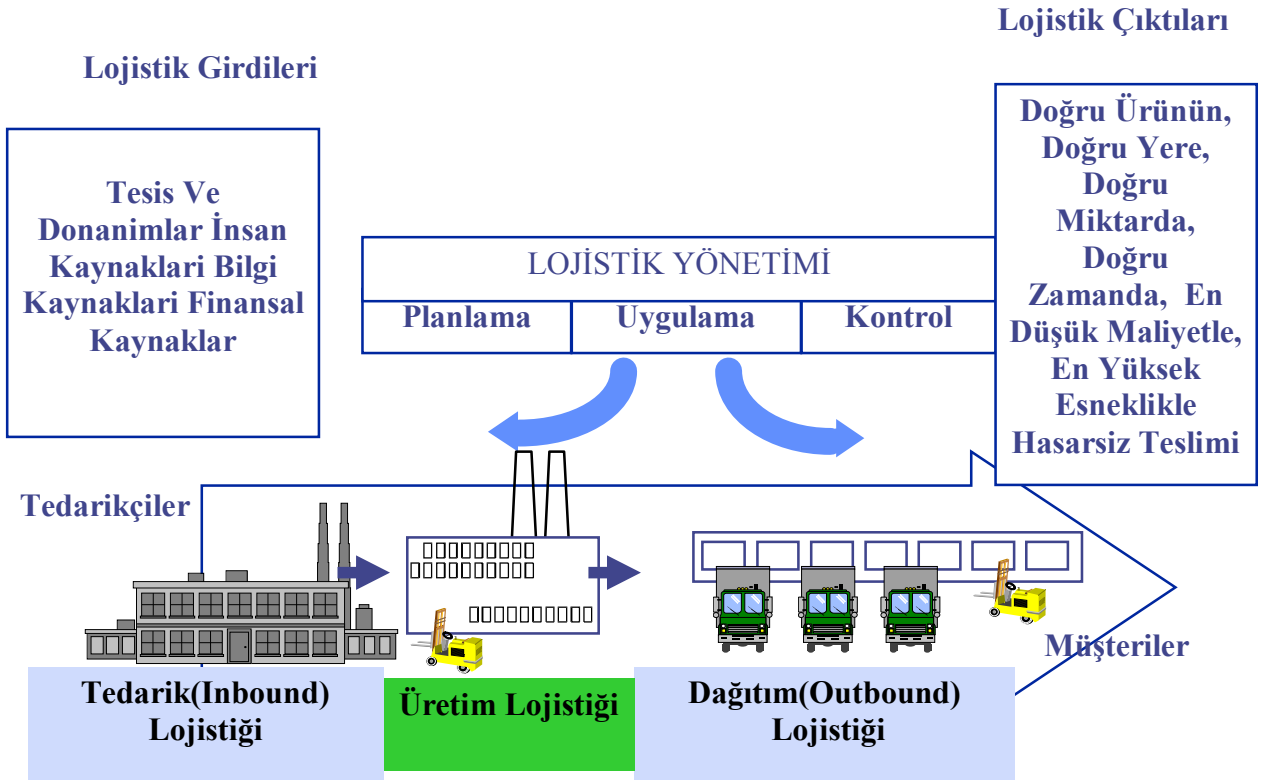 Lojistik Girdileri
Tesis Ve
Donanimlar İnsan
Kaynaklari Bilgi
Kaynaklari Finansal
Kaynaklar
LOJİSTİK YÖNETİMİ
Planlama
Uygulama
Kontrol
Lojistik Çıktıları
Doğru Ürünün,
Doğru Yere,
Doğru
Miktarda,
Doğru
Zamanda, En
Düşük Maliyetle,
En Yüksek
Esneklikle
Hasarsiz Teslimi
Tedarikçiler
Müşteriler
Tedarik(Inbound)
Lojistiği
Üretim Lojistiği
Dağıtım(Outbound)
Lojistiği